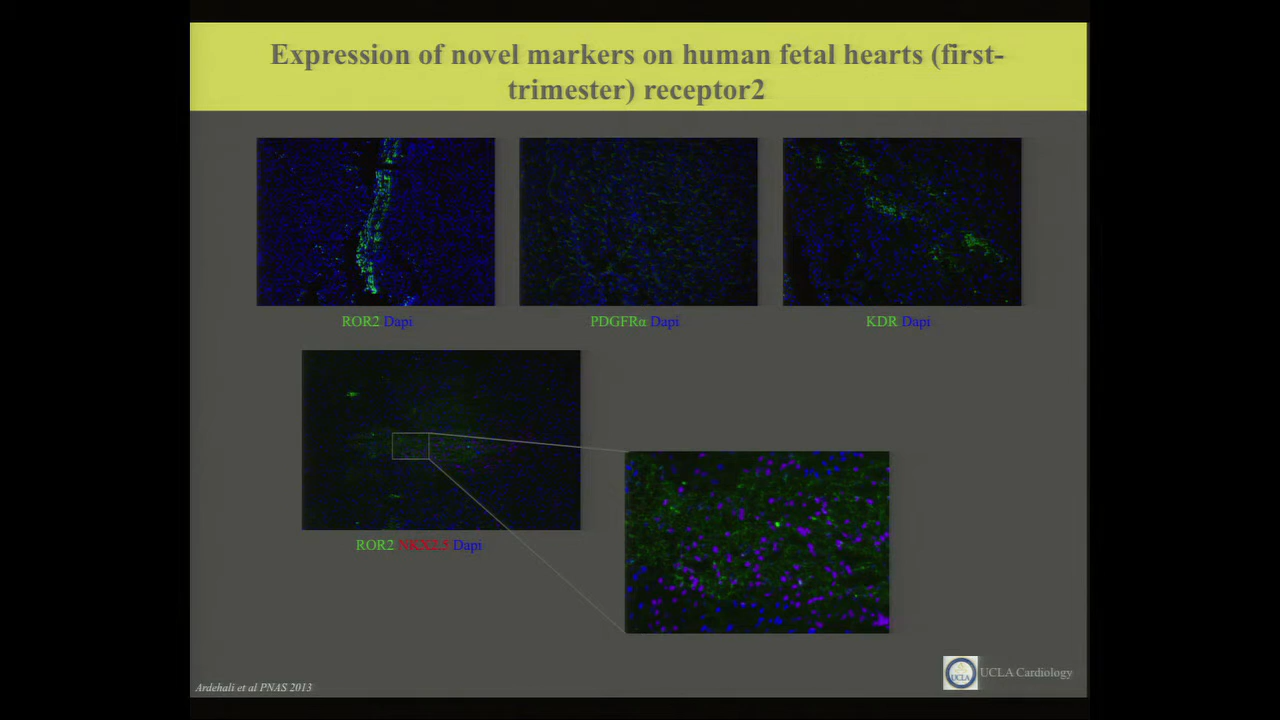 Expression of novel markers on human fetal hearts (first-
trimester) receptor2
ROR2 Dapi
PDGFRα Dapi
KDR Dapi
ROR2 NKX2.5 Dapi
Ardehali et al PNAS 2013
UCLA
UCLA Cardiology